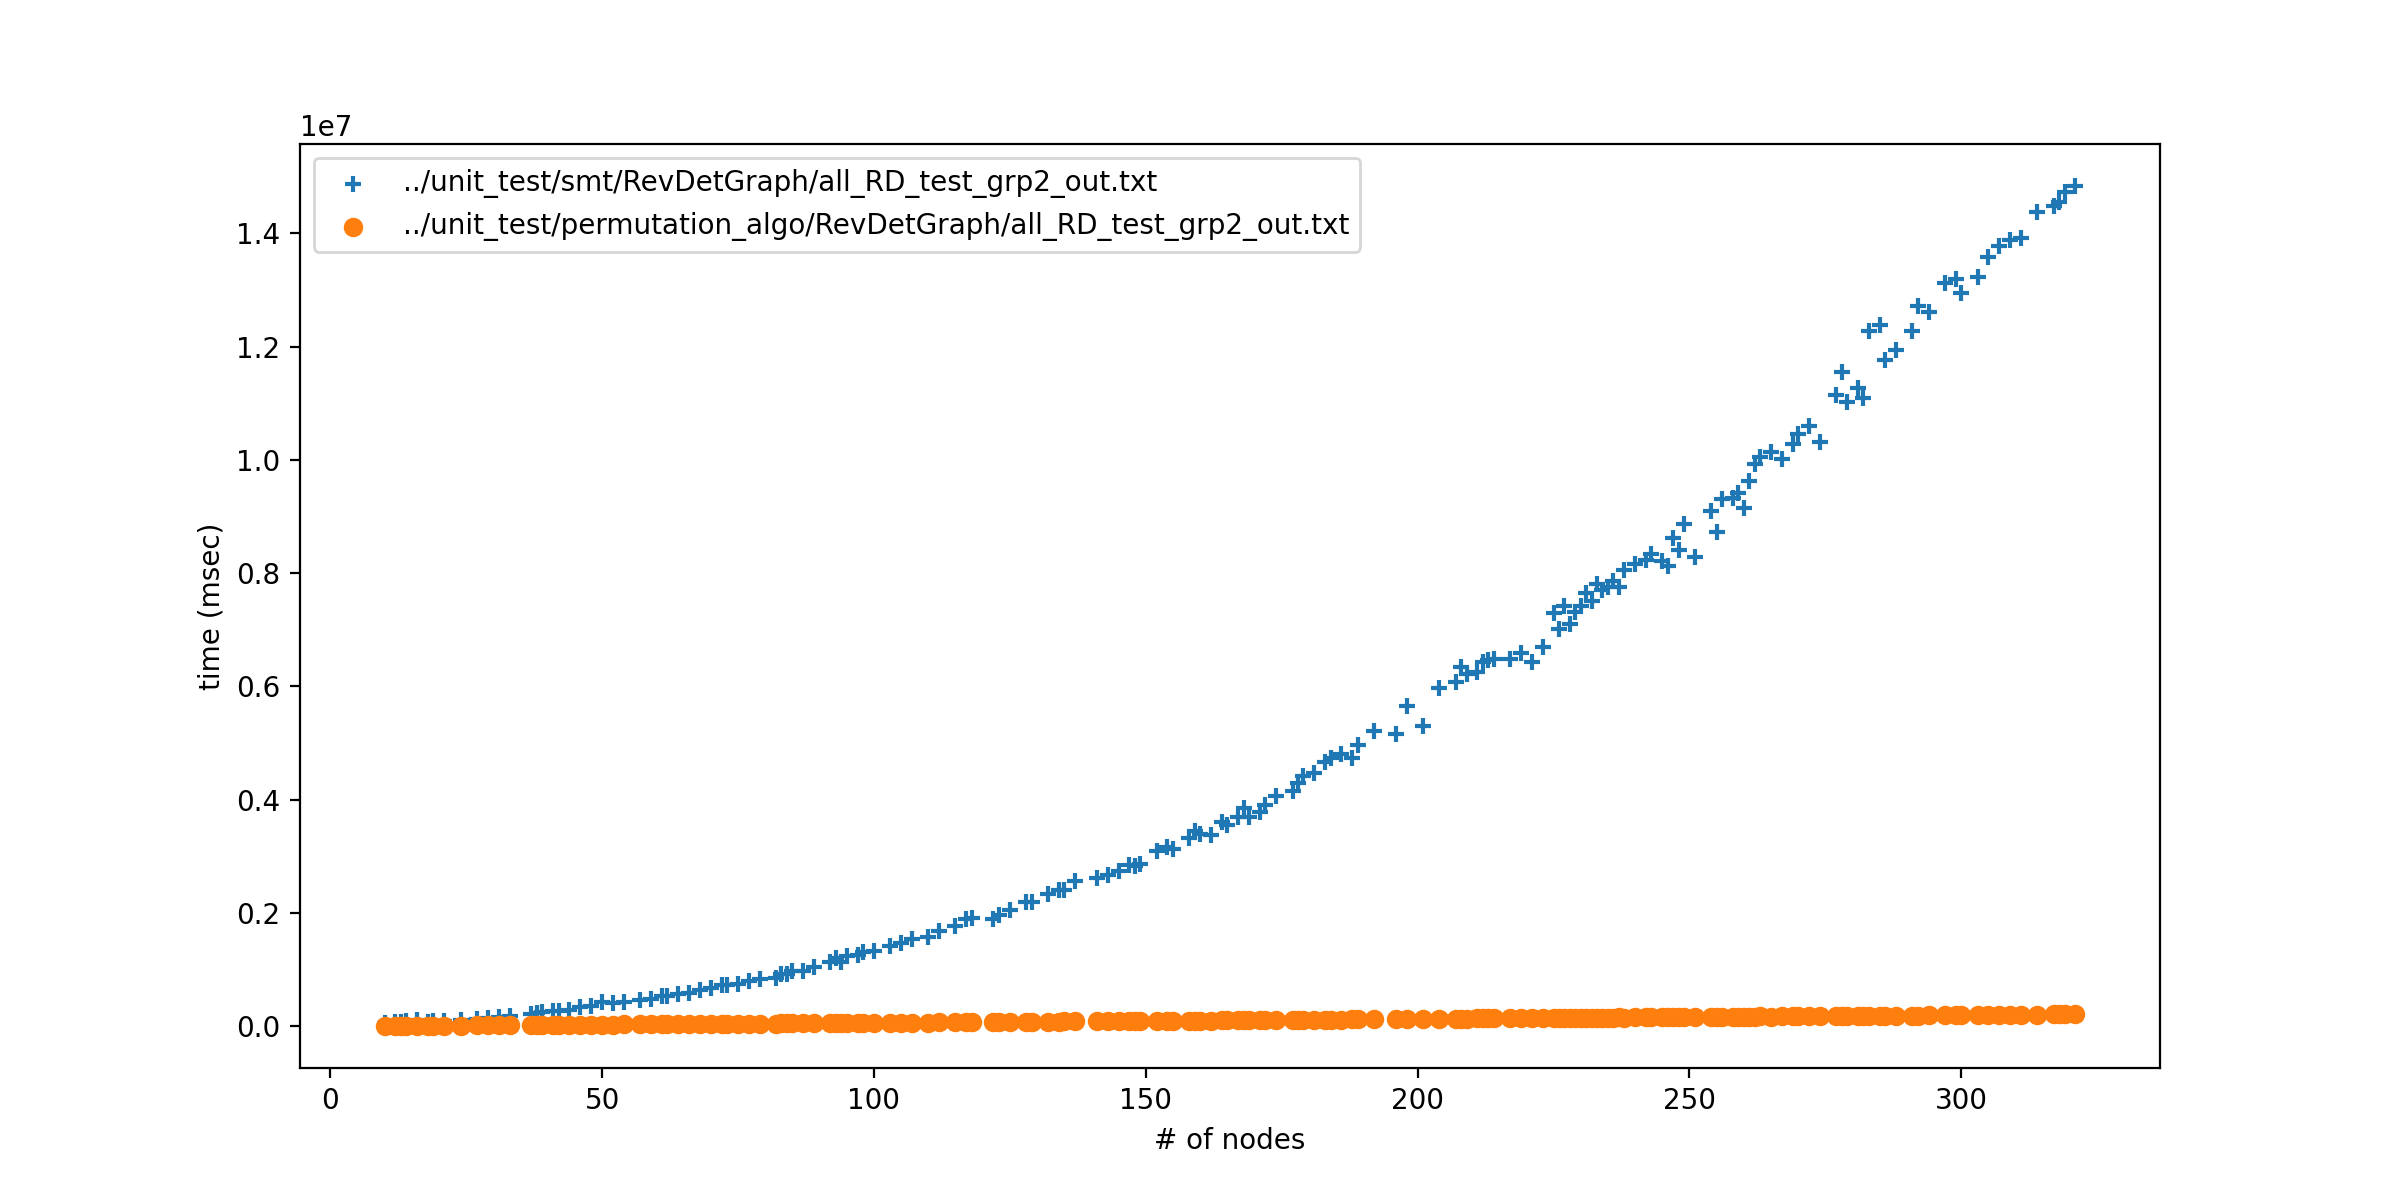 1e7
../unit_test/smt/RevDetGraph/all_RD_test_grp2_out.txt
../unit_test/permutation_algo/RevDetGraph/all_RD_test_grp2_out.txt
1.4
1.2
1.0
0.8
0.6
0.4
0.2
0.0
time (msec)
0 50 100 150 200 250 300
# of nodes